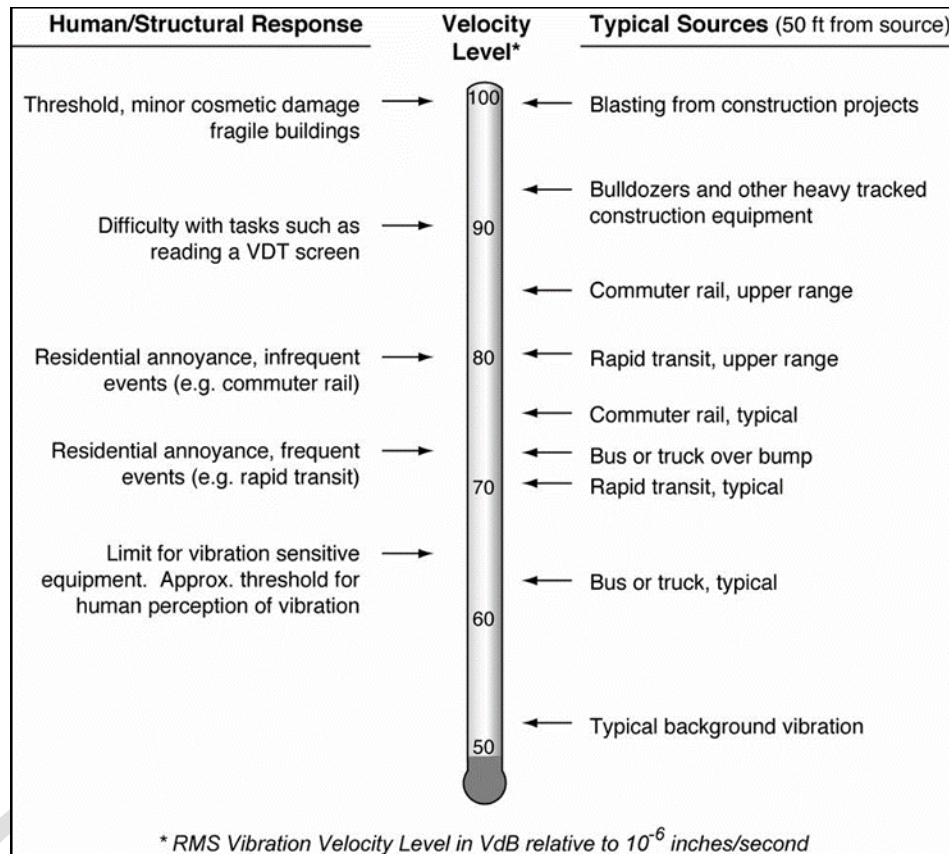 Human/Structural Response
Velocity
Level*
Typical Sources (50 ft from source)
Threshold, minor cosmetic damage
fragile buildings
100
Blasting from construction projects
Bulldozers and other heavy tracked
construction equipment
Difficulty with tasks such as
reading a VDT screen
90
Commuter rail, upper range
Residential annoyance, infrequent
events (e.g. commuter rail)
80
Rapid transit, upper range
Commuter rail, typical
Residential annoyance, frequent
events (e.g. rapid transit)
Bus or truck over bump
70
Rapid transit, typical
Limit for vibration sensitive
equipment. Approx. threshold for
human perception of vibration
Bus or truck, typical
60
Typical background vibration
50
* RMS Vibration Velocity Level in VdB relative to 10⁻⁶ inches/second